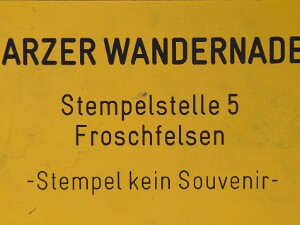 ARZER WANDERNADE
Stempelstelle 5
Froschfelsen
-Stempel kein Souvenir-